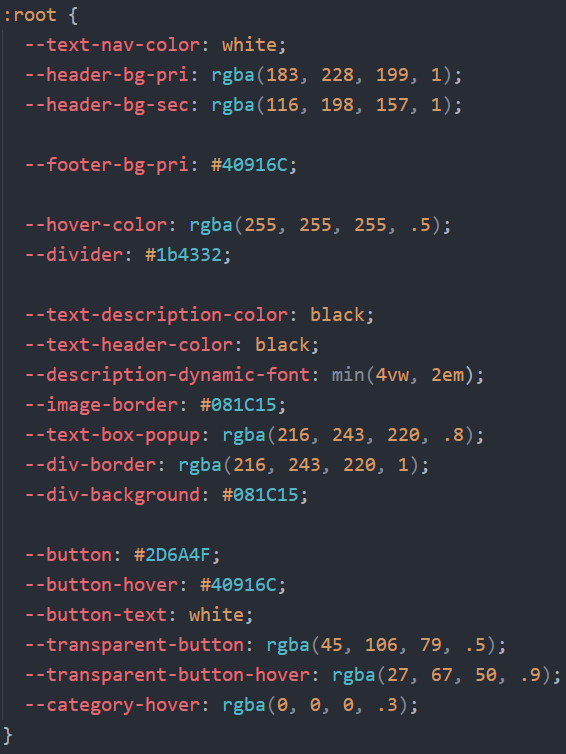 :root {
--text-nav-color: white;
--header-bg-pri: rgba(183, 228, 199, 1);
--header-bg-sec: rgba(116, 198, 157, 1);
--footer-bg-pri: #40916C;
--hover-color: rgba(255, 255, 255, .5);
--divider: #1b4332;
--text-description-color: black;
--text-header-color: black;
--description-dynamic-font: min(4vw, 2em);
--image-border: #081C15;
--text-box-popup: rgba(216, 243, 220, .8);
--div-border: rgba(216, 243, 220, 1);
--div-background: #081C15;
--button: #2D6A4F;
--button-hover: #40916C;
--button-text: white;
--transparent-button: rgba(45, 106, 79, .5);
--transparent-button-hover: rgba(27, 67, 50, .9);
--category-hover: rgba(0, 0, 0, .3);
}